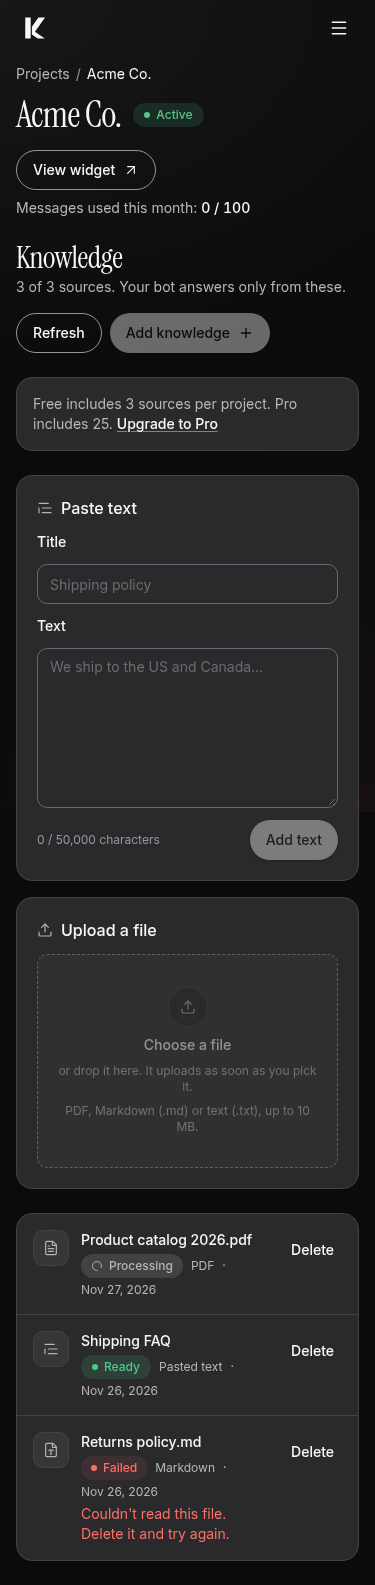 K
Projects / Acme Co.
Acme Co. Active
View widget
Messages used this month: 0 / 100
Knowledge
3 of 3 sources. Your bot answers only from these.
Refresh Add knowledge
Free includes 3 sources per project. Pro
includes 25. Upgrade to Pro
Paste text
Title
Shipping policy
Text
We ship to the US and Canada...
0 / 50,000 characters Add text
Upload a file
Choose a file
or drop it here. It uploads as soon as you pick
it.
PDF, Markdown (.md) or text (.txt), up to 10
MB.
Product catalog 2026.pdf Delete
Processing PDF ·
Nov 27, 2026
Shipping FAQ Delete
Ready Pasted text ·
Nov 26, 2026
Returns policy.md Delete
Failed Markdown ·
Nov 26, 2026
Couldn't read this file.
Delete it and try again.